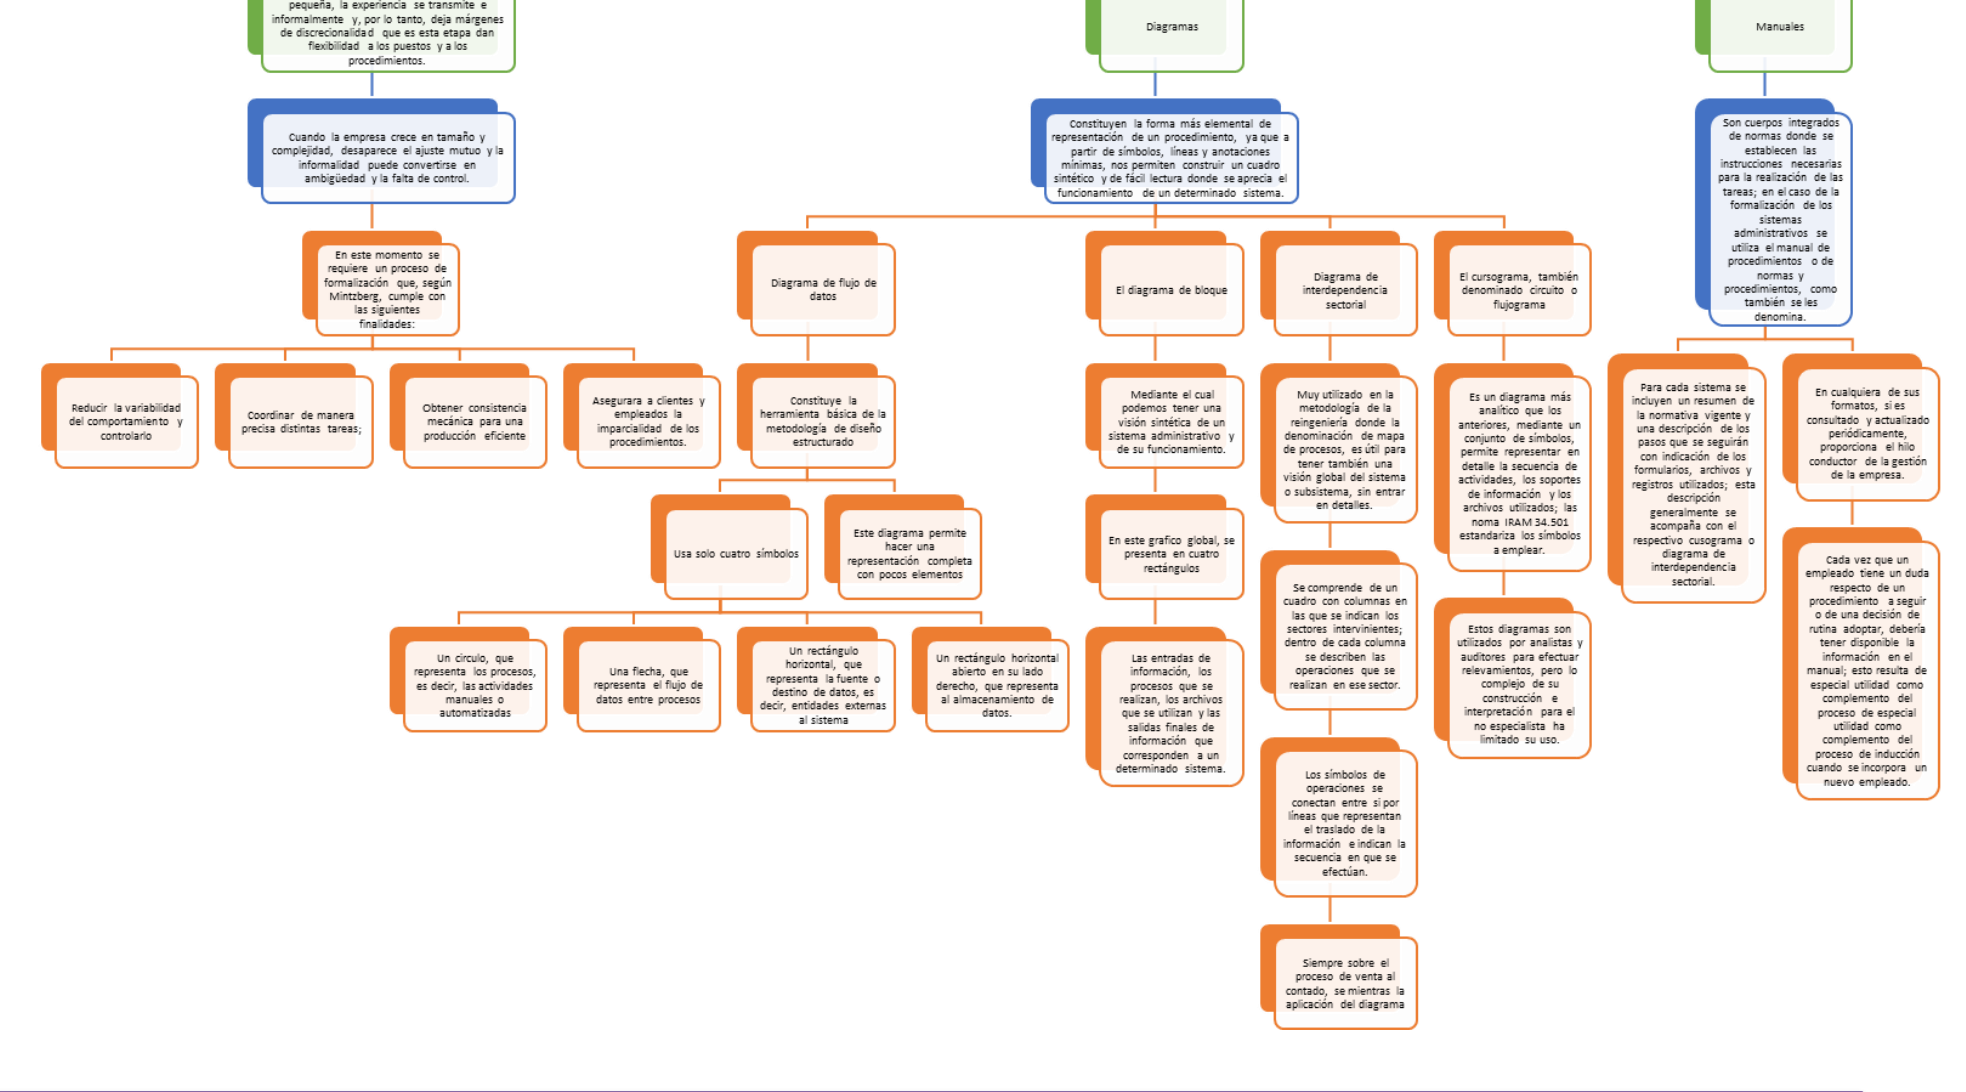 pequeña, la experiencia se transmite e
informalmente y, por lo tanto, deja márgenes
de discrecionalidad que es esta etapa dan
flexibilidad a los puestos y a los
procedimientos.
Diagramas
Manuales
Cuando la empresa crece en tamaño y
complejidad, desaparece el ajuste mutuo y la
informalidad puede convertirse en
ambigüedad y la falta de control.
Constituyen la forma más elemental de
representación de un procedimiento, ya que a
partir de símbolos, líneas y anotaciones
mínimas, nos permiten construir un cuadro
sintético y de fácil lectura donde se aprecia el
funcionamiento de un determinado sistema.
Son cuerpos integrados
de normas donde se
establecen las
instrucciones necesarias
para la realización de las
tareas; en el caso de la
formalización de los
sistemas
administrativos se
utiliza el manual de
procedimientos o de
normas y
procedimientos, como
también se les
denomina.
En este momento se
requiere un proceso de
formalización que, según
Mintzberg, cumple con
las siguientes
finalidades:
Diagrama de flujo de
datos
El diagrama de bloque
Diagrama de
interdependencia
sectorial
El cursograma, también
denominado circuito o
flujograma
Reducir la variabilidad
del comportamiento y
controlarlo
Coordinar de manera
precisa distintas tareas;
Obtener consistencia
mecánica para una
producción eficiente
Asegurara a clientes y
empleados la
imparcialidad de los
procedimientos.
Constituye la
herramienta básica de la
metodología de diseño
estructurado
Mediante el cual
podemos tener una
visión sintética de un
sistema administrativo y
de su funcionamiento.
Muy utilizado en la
metodología de la
reingeniería donde la
denominación de mapa
de procesos, es útil para
tener también una
visión global del sistema
o subsistema, sin entrar
en detalles.
Es un diagrama más
analítico que los
anteriores, mediante un
conjunto de símbolos,
permite representar en
detalle la secuencia de
actividades, los soportes
de información y los
archivos utilizados; las
noma IRAM 34.501
estandariza los símbolos
a emplear.
Para cada sistema se
incluyen un resumen de
la normativa vigente y
una descripción de los
pasos que se seguirán
con indicación de los
formularios, archivos y
registros utilizados; esta
descripción
generalmente se
acompaña con el
respectivo cusograma o
diagrama de
interdependencia
sectorial.
En cualquiera de sus
formatos, si es
consultado y actualizado
periódicamente,
proporciona el hilo
conductor de la gestión
de la empresa.
Usa solo cuatro símbolos
Este diagrama permite
hacer una
representación completa
con pocos elementos
En este grafico global, se
presenta en cuatro
rectángulos
Se comprende de un
cuadro con columnas en
las que se indican los
sectores intervinientes;
dentro de cada columna
se describen las
operaciones que se
realizan en ese sector.
Estos diagramas son
utilizados por analistas y
auditores para efectuar
relevamientos, pero lo
complejo de su
construcción e
interpretación para el
no especialista ha
limitado su uso.
Cada vez que un
empleado tiene un duda
respecto de un
procedimiento a seguir
o de una decisión de
rutina adoptar, debería
tener disponible la
información en el
manual; esto resulta de
especial utilidad como
complemento del
proceso de especial
utilidad como
complemento del
proceso de inducción
cuando se incorpora un
nuevo empleado.
Un circulo, que
representa los procesos,
es decir, las actividades
manuales o
automatizadas
Una flecha, que
representa el flujo de
datos entre procesos
Un rectángulo
horizontal, que
representa la fuente o
destino de datos, es
decir, entidades externas
al sistema
Un rectángulo horizontal
abierto en su lado
derecho, que representa
al almacenamiento de
datos.
Las entradas de
información, los
procesos que se
realizan, los archivos
que se utilizan y las
salidas finales de
información que
corresponden a un
determinado sistema.
Los símbolos de
operaciones se
conectan entre si por
líneas que representan
el traslado de la
información e indican la
secuencia en que se
efectúan.
Siempre sobre el
proceso de venta al
contado, se mientras la
aplicación del diagrama